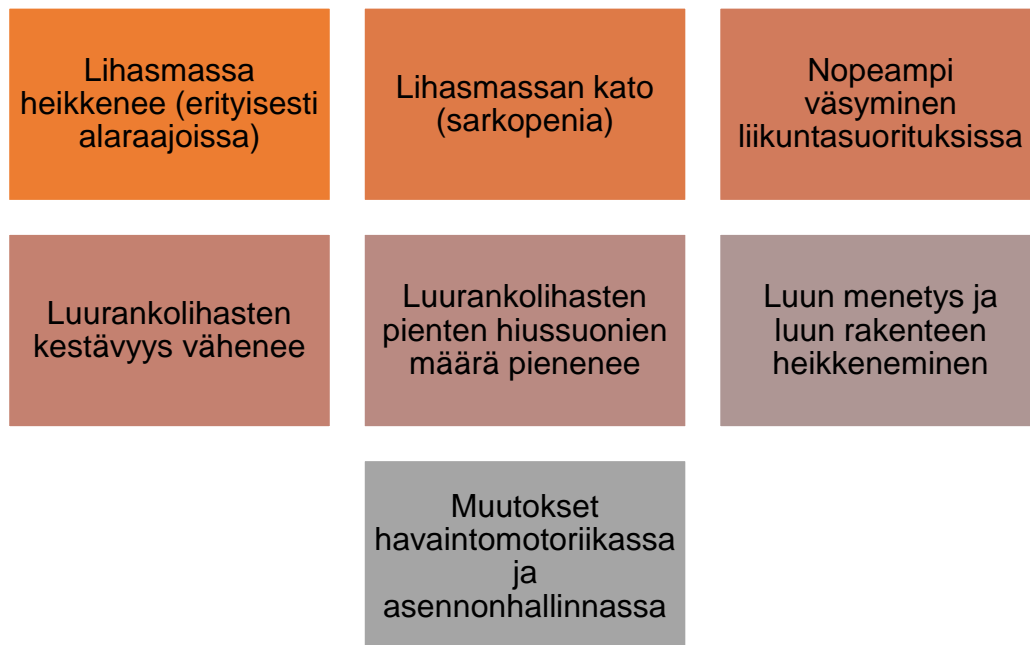 Lihasmassa
heikkenee (erityisesti
alaraajoissa)
Lihasmassan kato
(sarkopenia)
Nopeampi
väsyminen
liikuntasuorituksissa
Luurankolihasten
kestävyys vähenee
Luurankolihasten
pienten hiussuonien
määrä pienenee
Luun menetys ja
luun rakenteen
heikkeneminen
Muutokset
havaintomotoriikassa
ja
asennonhallinnassa